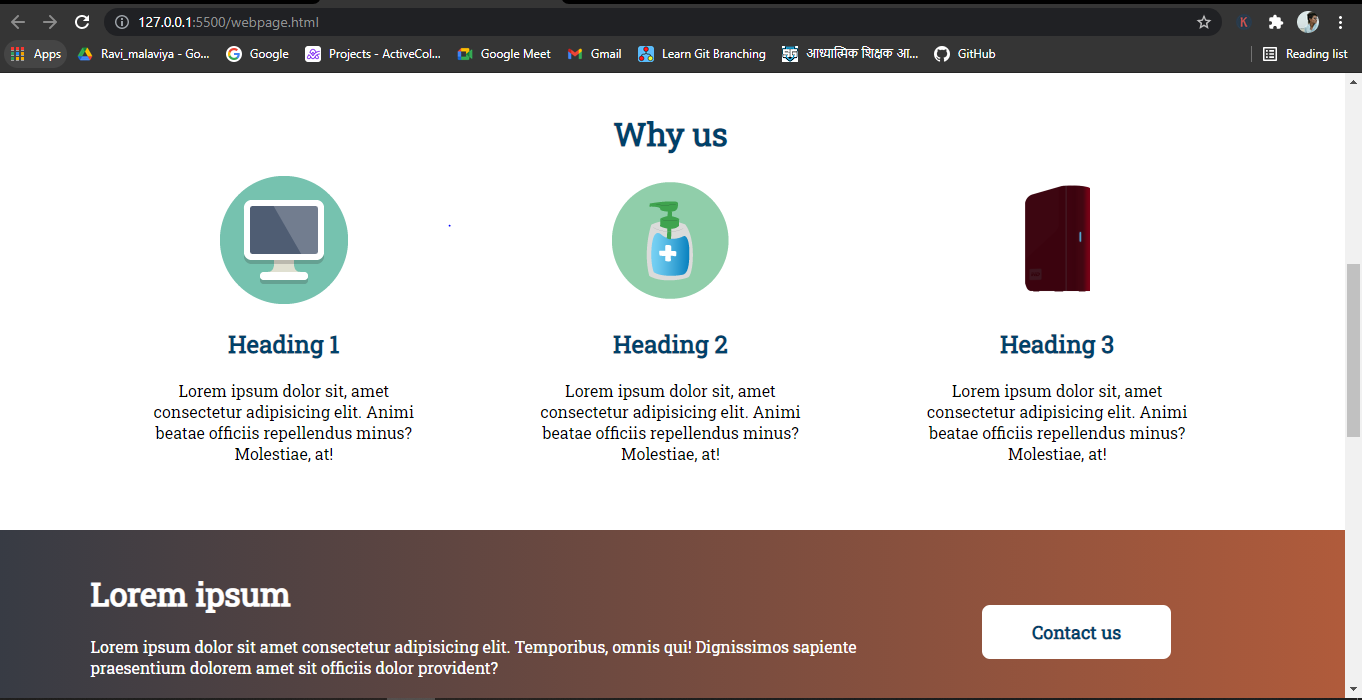 127.0.0.1:5500/webpage.html
K
Apps Ravi_malaviya - Go... Google Projects - ActiveCol... Google Meet Gmail Learn Git Branching आध्यात्मिक शिक्षक आ... GitHub Reading list
Why us
Heading 1 Heading 2 Heading 3
Lorem ipsum dolor sit, amet
consectetur adipisicing elit. Animi
beatae officiis repellendus minus?
Molestiae, at!
Lorem ipsum dolor sit, amet
consectetur adipisicing elit. Animi
beatae officiis repellendus minus?
Molestiae, at!
Lorem ipsum dolor sit, amet
consectetur adipisicing elit. Animi
beatae officiis repellendus minus?
Molestiae, at!
Lorem ipsum
Lorem ipsum dolor sit amet consectetur adipisicing elit. Temporibus, omnis qui! Dignissimos sapiente
praesentium dolorem amet sit officiis dolor provident?
Contact us